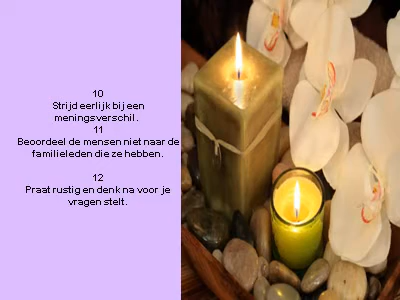 10
Strijd eerlijk bij een
meningsverschil.
11
Beoordeel de mensen niet naar de
familieleden die ze hebben.
12
Praat rustig en denk na voor je
vragen stelt.